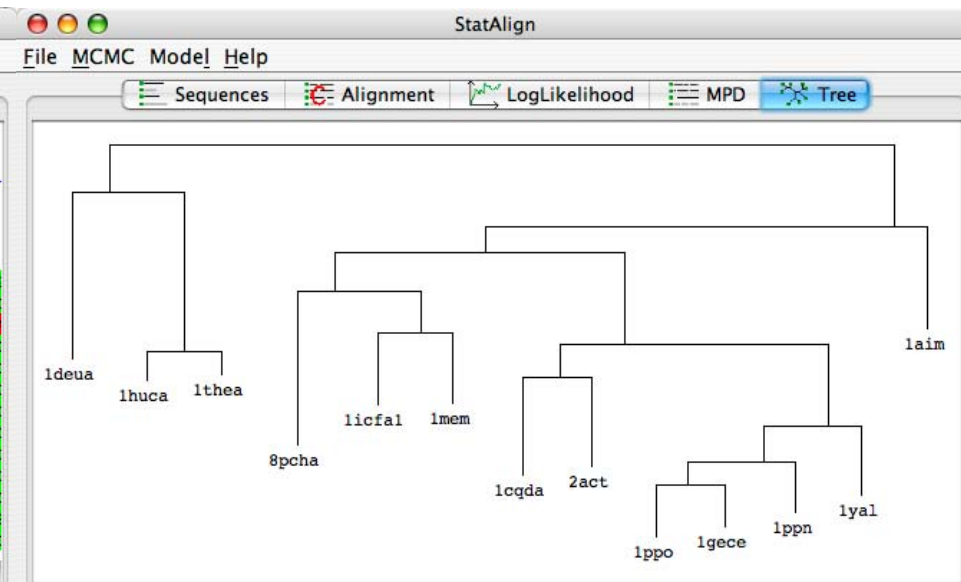 StatAlign
File MCMC Model Help
Sequences Alignment LogLikelihood MPD Tree
1aim
1deua
1huca 1thea
1icfa1 1mem
8pcha
1cqda 2act
1yal
1ppn
1ppo 1gece